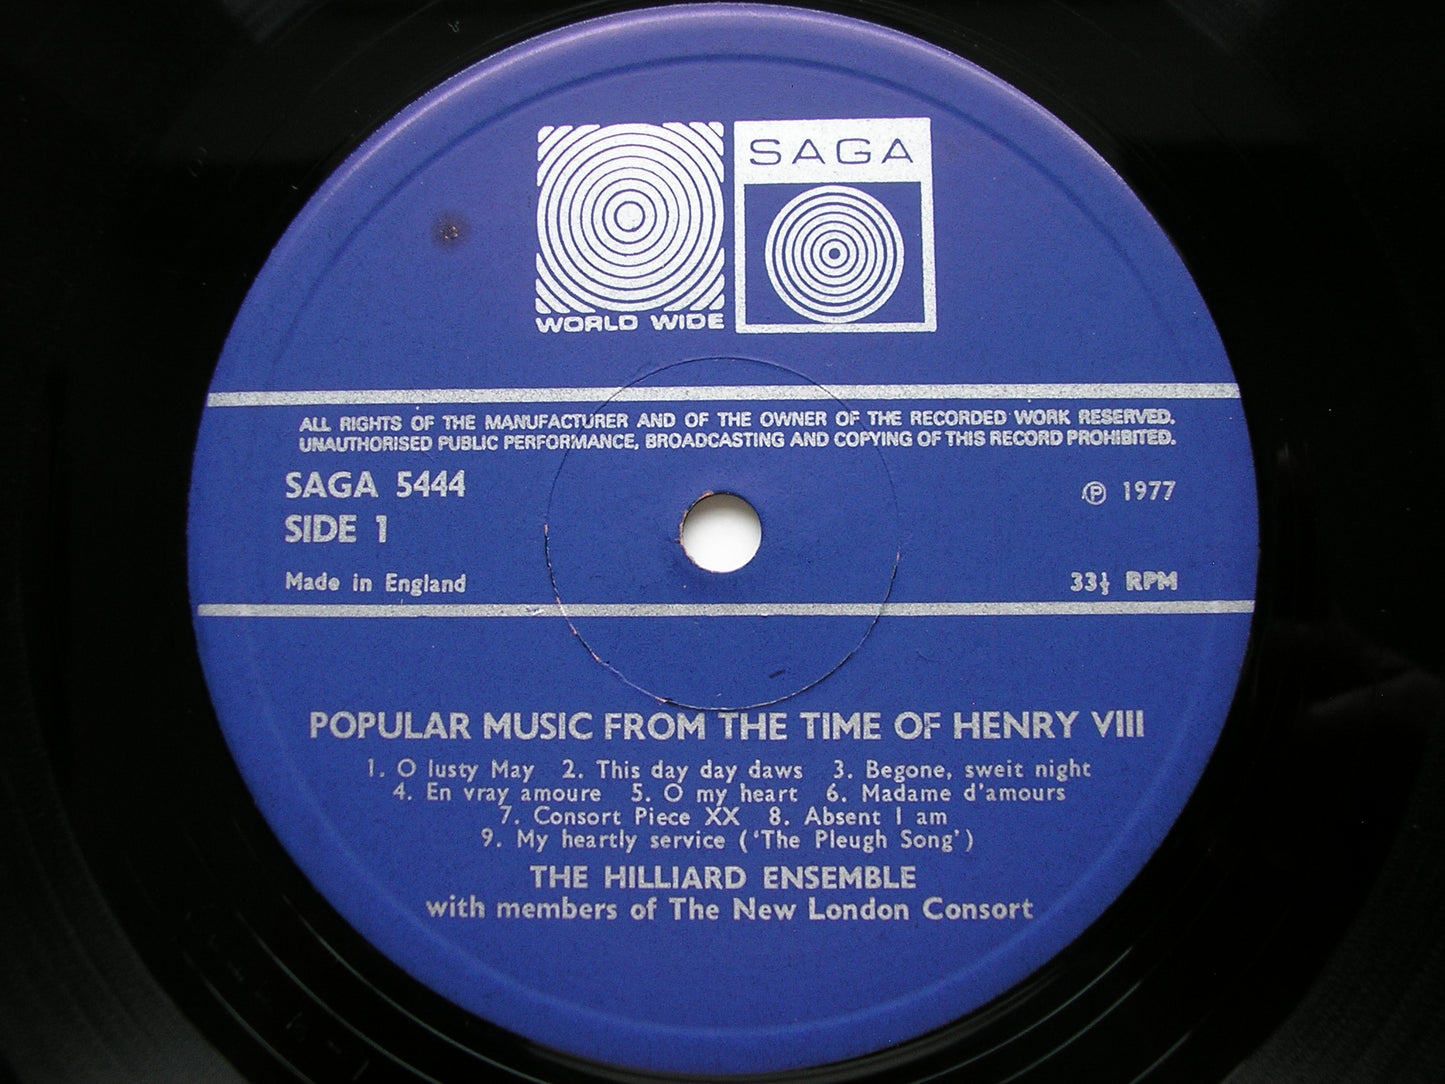 SAGA
WORLD WIDE
ALL RIGHTS OF THE MANUFACTURER AND OF THE OWNER OF THE RECORDED WORK RESERVED.
UNAUTHORISED PUBLIC PERFORMANCE, BROADCASTING AND COPYING OF THIS RECORD PROHIBITED.
SAGA 5444 ℗ 1977
SIDE 1
Made in England 33⅓ RPM
POPULAR MUSIC FROM THE TIME OF HENRY VIII
1. O lusty May 2. This day day daws 3. Begone, sweit night
4. En vray amoure 5. O my heart 6. Madame d'amours
7. Consort Piece XX 8. Absent I am
9. My heartly service ('The Pleugh Song')
THE HILLIARD ENSEMBLE
with members of The New London Consort